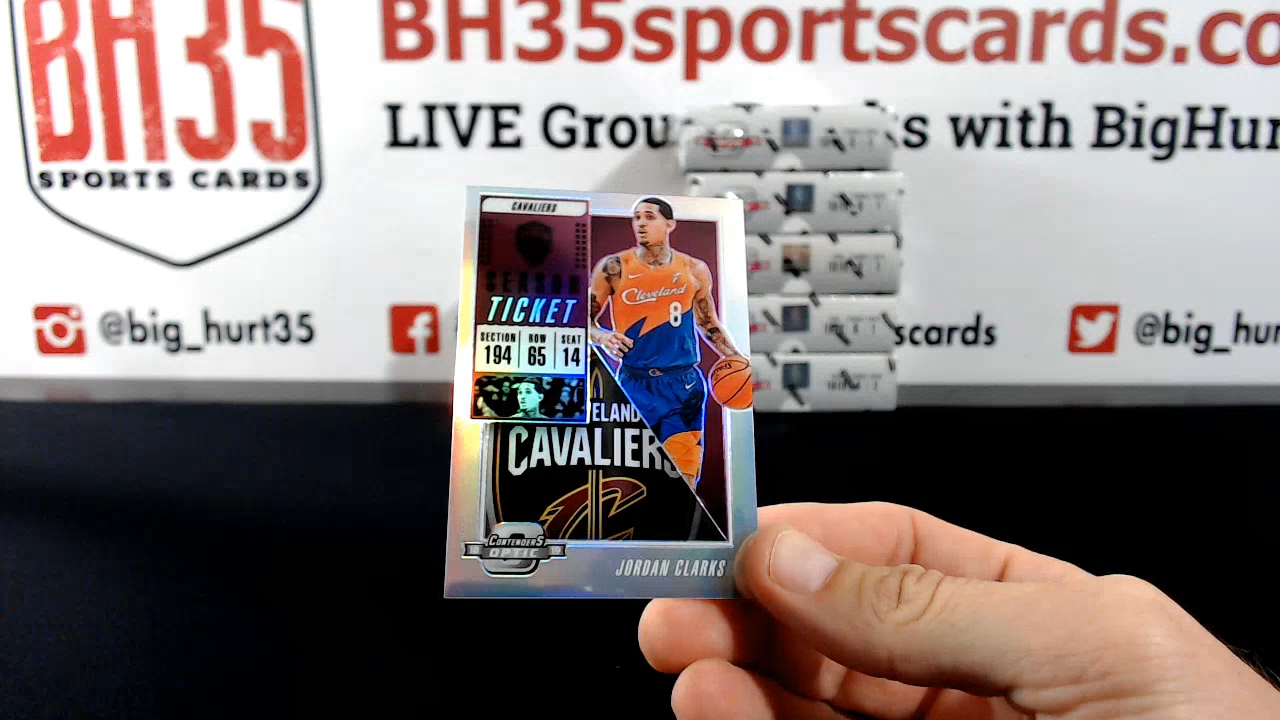 BH35
SPORTS CARDS
BH35sportscards.co
LIVE Grou ks with BigHur
@big_hurt35
scards
@big_hu
CAVALIERS
SEASON
TICKET
SECTION ROW SEAT
194 65 14
Cleveland
8
ELAND
CAVALIERS
CONTENDERS
OPTIC
JORDAN CLARKS